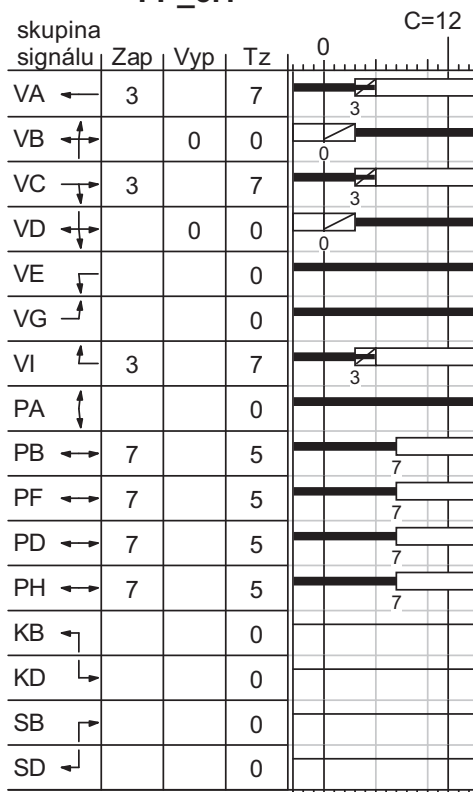 C=12
skupina
signálu Zap Vyp Tz 0
VA 3 7 3
VB 0 0 0
VC 3 7 3
VD 0 0 0
VE 0
VG 0
VI 3 7 3
PA 0
PB 7 5 7
PF 7 5 7
PD 7 5 7
PH 7 5 7
KB 0
KD 0
SB 0
SD 0